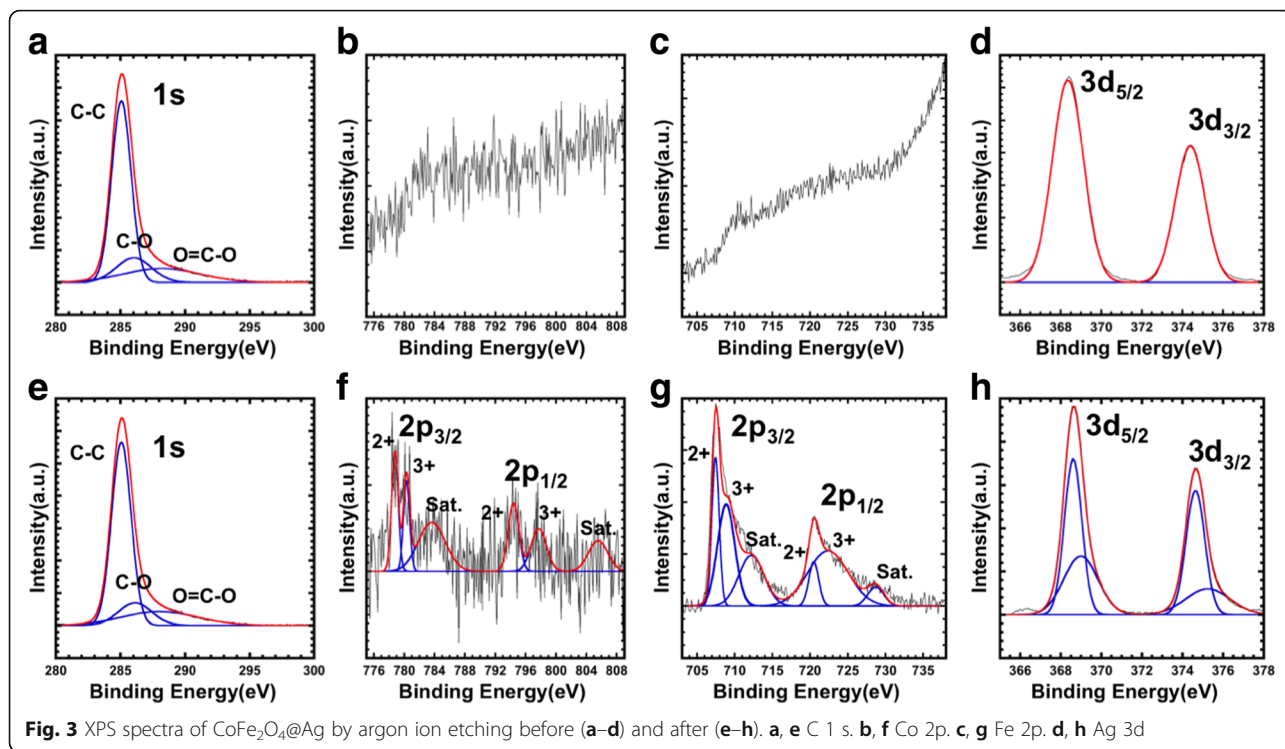 a
b
c
d
1s
C-C
C-O
O=C-O
Intensity(a.u.)
280 285 290 295 300
Binding Energy(eV)
Intensity(a.u.)
776 780 784 788 792 796 800 804 808
Binding Energy(eV)
Intensity(a.u.)
705 710 715 720 725 730 735
Binding Energy(eV)
3d5/2
3d3/2
Intensity(a.u.)
366 368 370 372 374 376 378
Binding Energy(eV)
e
f
g
h
1s
C-C
C-O
O=C-O
Intensity(a.u.)
280 285 290 295 300
Binding Energy(eV)
2p3/2
2+
3+
Sat.
2p1/2
2+
3+
Sat.
Intensity(a.u.)
776 780 784 788 792 796 800 804 808
Binding Energy(eV)
2p3/2
2+
3+
Sat.
2p1/2
2+
3+
Sat.
Intensity(a.u.)
705 710 715 720 725 730 735
Binding Energy(eV)
3d5/2
3d3/2
Intensity(a.u.)
366 368 370 372 374 376 378
Binding Energy(eV)
Fig. 3 XPS spectra of CoFe2O4@Ag by argon ion etching before (a–d) and after (e–h). a, e C 1 s. b, f Co 2p. c, g Fe 2p. d, h Ag 3d